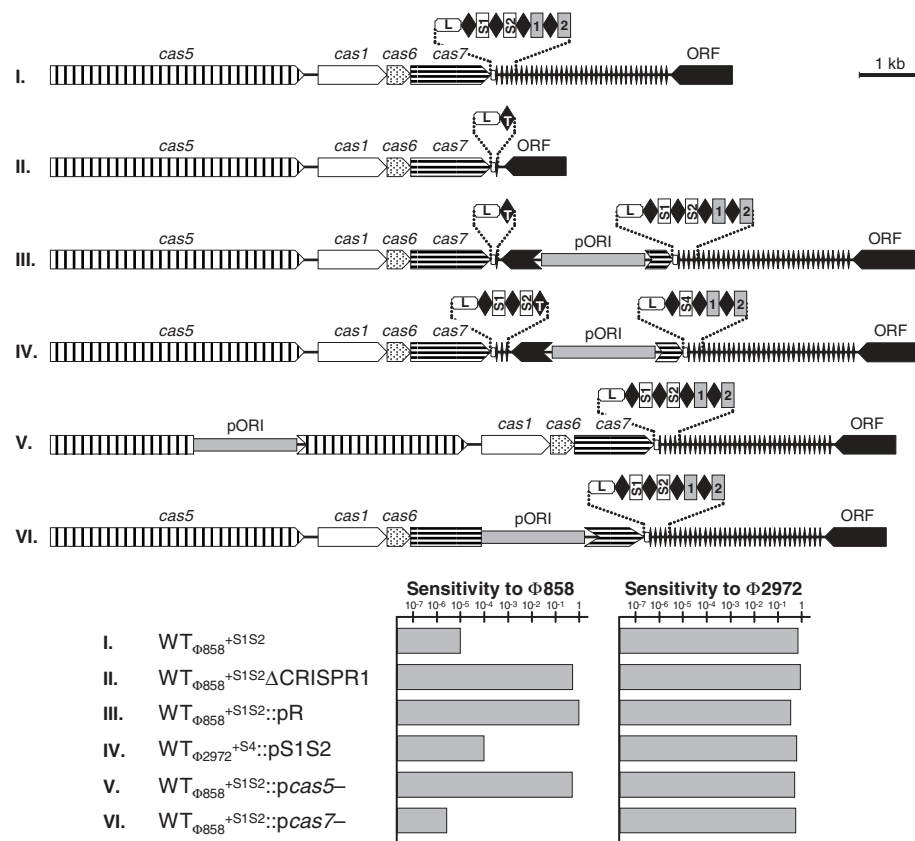 L S1 S2 1 2
cas5 cas1 cas6 cas7 ORF
I.
1 kb
L T
cas5 cas1 cas6 cas7 ORF
II.
L T L S1 S2 1 2
cas5 cas1 cas6 cas7 pORI ORF
III.
L S1 S2 T L S4 1 2
cas5 cas1 cas6 cas7 pORI ORF
IV.
L S1 S2 1 2
pORI cas5 cas1 cas6 cas7 ORF
V.
L S1 S2 1 2
cas5 cas1 cas6 pORI ORF
VI.
Sensitivity to Φ858 Sensitivity to Φ2972
10-7 10-6 10-5 10-4 10-3 10-2 10-1 1 10-7 10-6 10-5 10-4 10-3 10-2 10-1 1
I. WTΦ858+S1S2
II. WTΦ858+S1S2ΔCRISPR1
III. WTΦ858+S1S2::pR
IV. WTΦ2972+S4::pS1S2
V. WTΦ858+S1S2::pcas5–
VI. WTΦ858+S1S2::pcas7–